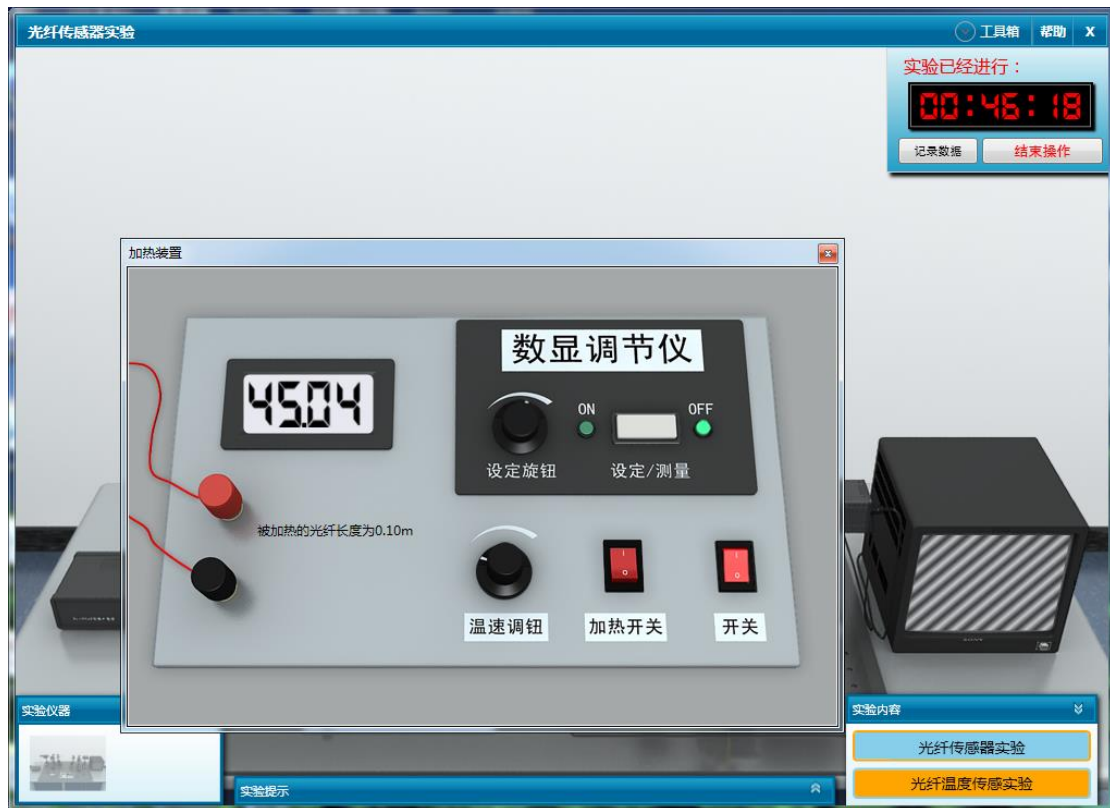 光纤传感器实验
工具箱 帮助 X
实验已经进行：
00:46:18
记录数据 结束操作
加热装置
数显调节仪
45.04
ON
OFF
设定旋钮 设定/测量
被加热的光纤长度为0.10m
温速调钮 加热开关 开关
SONY
实验仪器
实验内容
光纤传感器实验
光纤温度传感实验
实验提示